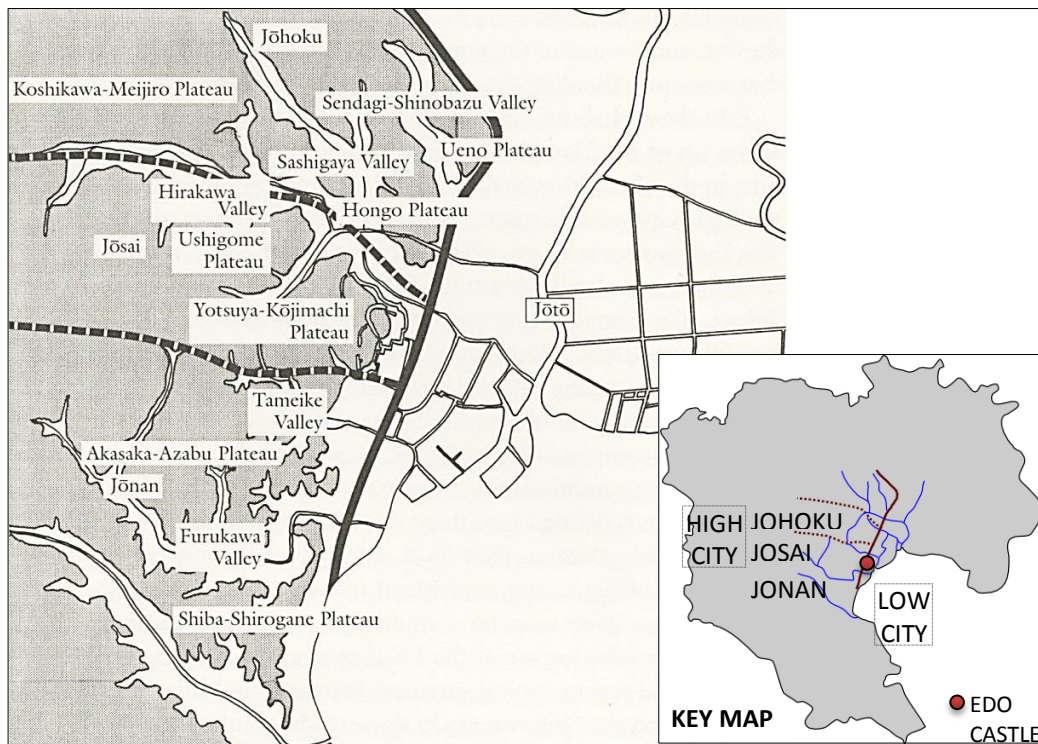 Jōhoku
Koshikawa-Meijiro Plateau
Sendagi-Shinobazu Valley
Ueno Plateau
Sashigaya Valley
Hirakawa
Valley
Hongo Plateau
Jōsai
Ushigome
Plateau
Yotsuya-Kōjimachi
Plateau
Jōtō
Tameike
Valley
Akasaka-Azabu Plateau
Jōnan
Furukawa
Valley
Shiba-Shirogane Plateau
HIGH
CITY
JOHOKU
JOSAI
JONAN
LOW
CITY
KEY MAP
EDO
CASTLE